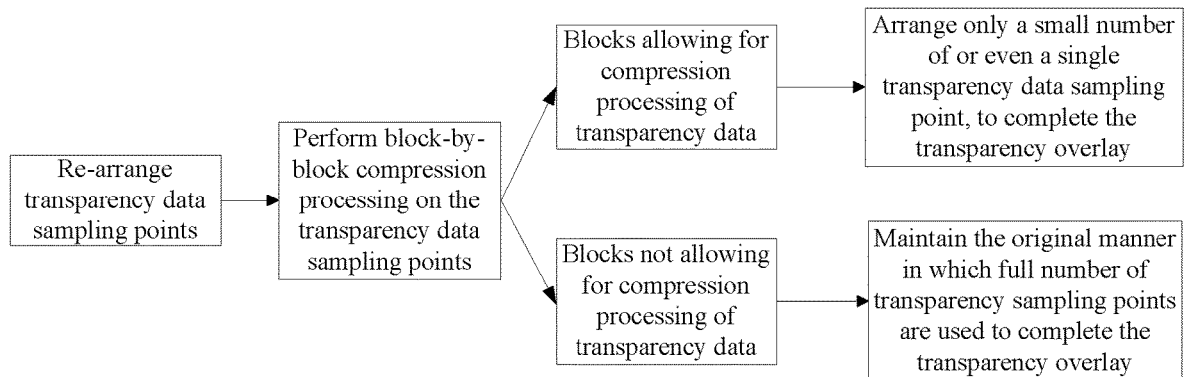 Re-arrange
transparency data
sampling points
Perform block-by-
block compression
processing on the
transparency data
sampling points
Blocks allowing for
compression
processing of
transparency data
Arrange only a small number
of or even a single
transparency data sampling
point, to complete the
transparency overlay
Blocks not allowing
for compression
processing of
transparency data
Maintain the original manner
in which full number of
transparency sampling points
are used to complete the
transparency overlay